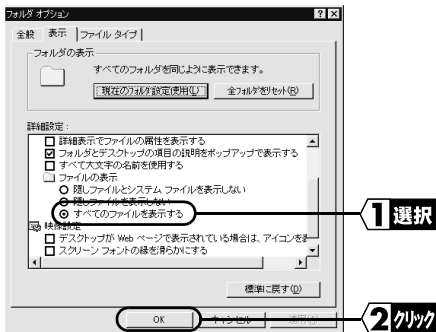 フォルダ オプション
全般 表示 ファイル タイプ
フォルダの表示
すべてのフォルダを同じように表示できます。
現在のフォルダ設定使用(L) 全フォルダをリセット(R)
詳細設定:
詳細表示でファイルの属性を表示する
フォルダとデスクトップの項目の説明をポップアップで表示する
すべて大文字の名前を使用する
ファイルの表示
隠しファイルとシステム ファイルを表示しない
隠しファイルを表示しない
すべてのファイルを表示する
1 選択
映像設定
デスクトップが Web ページで表示されている場合は、アイコンを
スクリーン フォントの縁を滑らかにする
標準に戻す(D)
OK キャンセル 適用(A)
2 クリック